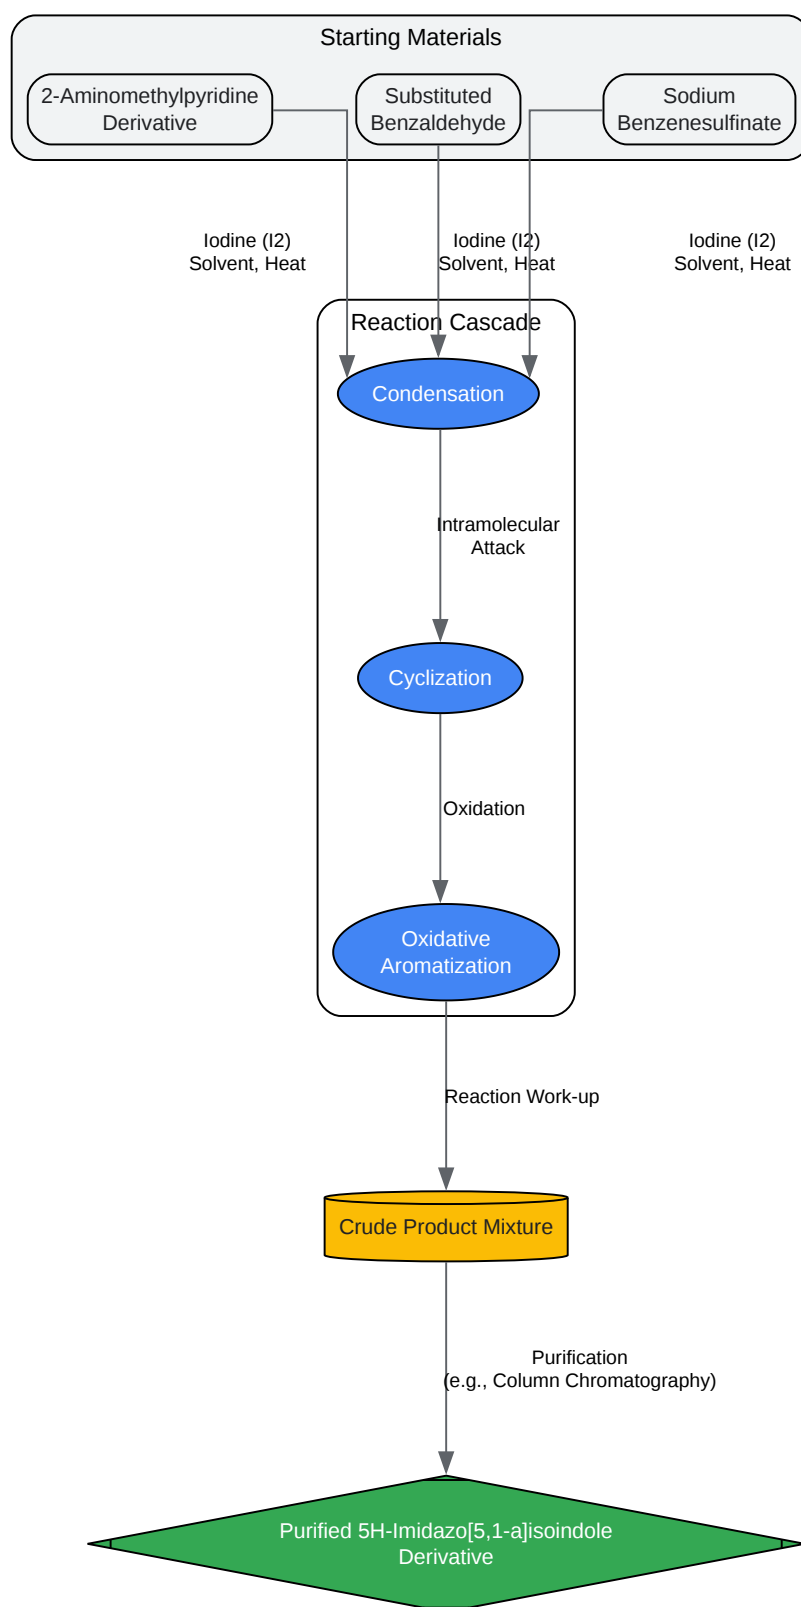 Starting Materials
2-Aminomethylpyridine
Derivative
Substituted
Benzaldehyde
Sodium
Benzenesulfinate
Iodine (I2)
Solvent, Heat
Iodine (I2)
Solvent, Heat
Iodine (I2)
Solvent, Heat
Reaction Cascade
Condensation
Intramolecular
Attack
Cyclization
Oxidation
Oxidative
Aromatization
Reaction Work-up
Crude Product Mixture
Purification
(e.g., Column Chromatography)
Purified 5H-Imidazo[5,1-a]isoindole
Derivative